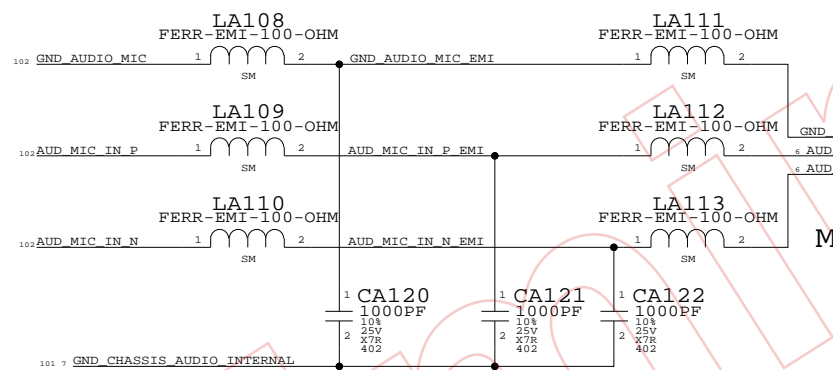 LA108
FERR-EMI-100-OHM
LA111
FERR-EMI-100-OHM
102 GND_AUDIO_MIC 1 2 GND_AUDIO_MIC_EMI 1 2
SM
SM
LA109
FERR-EMI-100-OHM
LA112
FERR-EMI-100-OHM
GND_
102 AUD_MIC_IN_P 1 2 AUD_MIC_IN_P_EMI 1 2 6 AUD
SM
SM
6 AUD
LA110
FERR-EMI-100-OHM
LA113
FERR-EMI-100-OHM
102 AUD_MIC_IN_N 1 2 AUD_MIC_IN_N_EMI 1 2
M
SM
SM
1 CA120
1000PF
10%
25V
2 X7R
402
1 CA121
1000PF
10%
25V
2 X7R
402
1 CA122
1000PF
10%
25V
2 X7R
402
101 7 GND_CHASSIS_AUDIO_INTERNAL